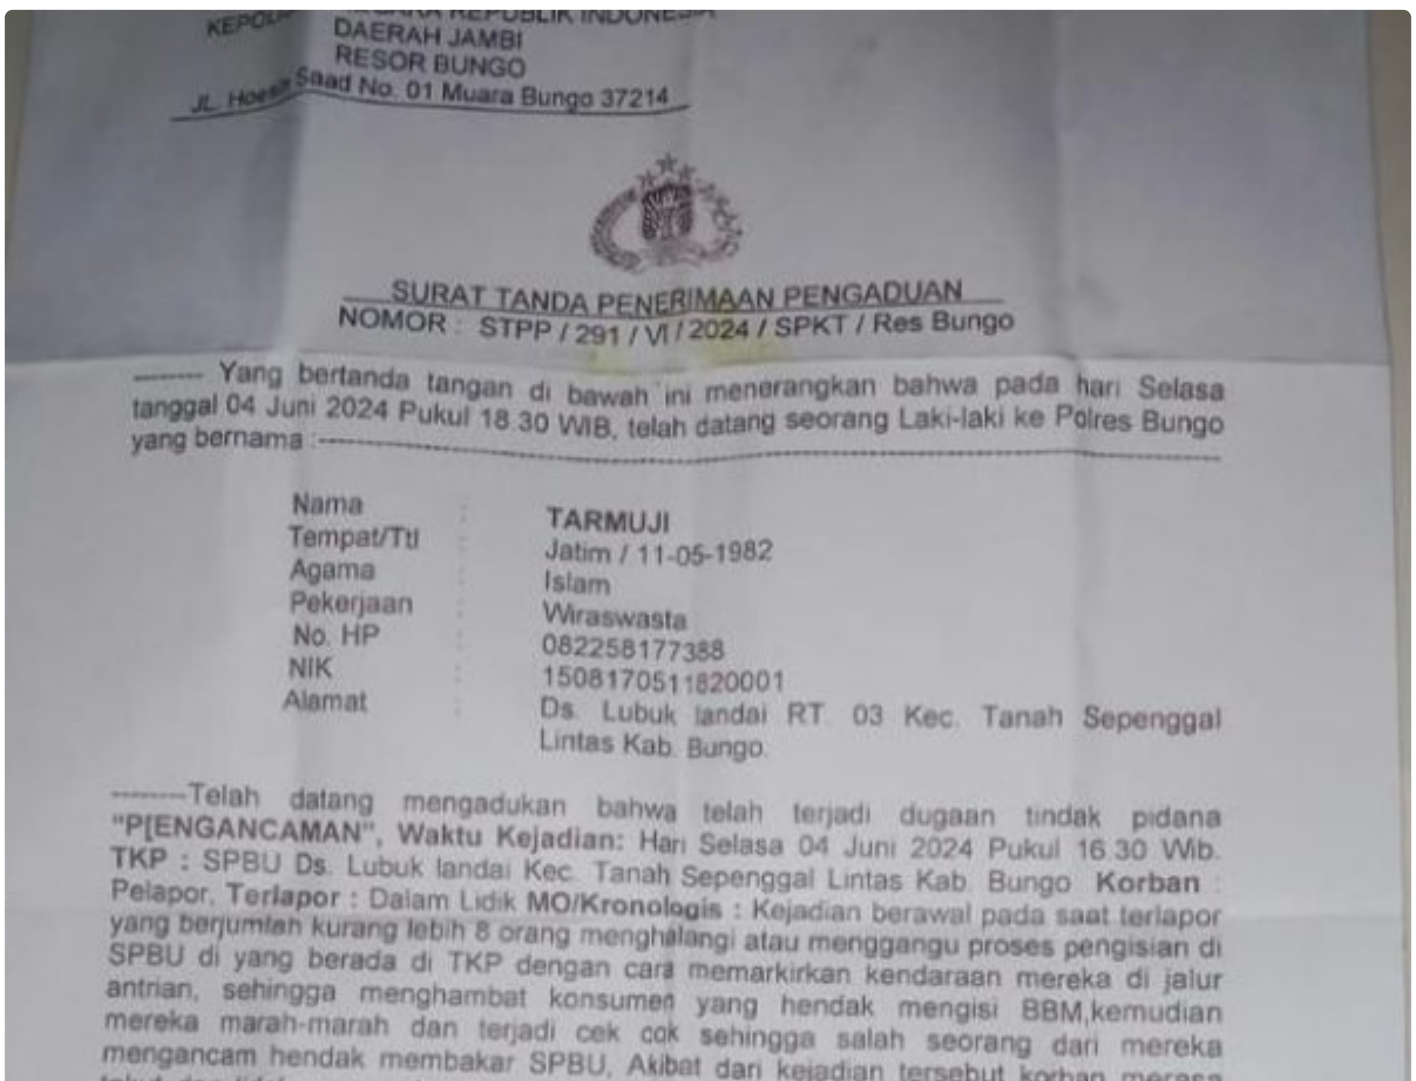 NEGARA REPUBLIK INDONESIA
DAERAH JAMBI
RESOR BUNGO
JL. Hoesin Saad No. 01 Muara Bungo 37214
SURAT TANDA PENERIMAAN PENGADUAN
NOMOR : STPP / 291 / VI / 2024 / SPKT / Res Bungo
-------- Yang bertanda tangan di bawah ini menerangkan bahwa pada hari Selasa
tanggal 04 Juni 2024 Pukul 18.30 WIB, telah datang seorang Laki-laki ke Polres Bungo
yang bernama :--------------------
Nama : TARMUJI
Tempat/Ttl : Jatim / 11-05-1982
Agama : Islam
Pekerjaan : Wiraswasta
No. HP : 082258177388
NIK : 1508170511820001
Alamat : Ds. Lubuk landai RT. 03 Kec. Tanah Sepenggal
Lintas Kab. Bungo.
--------Telah datang mengadukan bahwa telah terjadi dugaan tindak pidana
"P[ENGANCAMAN", Waktu Kejadian: Hari Selasa 04 Juni 2024 Pukul 16.30 Wib.
TKP : SPBU Ds. Lubuk landai Kec. Tanah Sepenggal Lintas Kab. Bungo Korban :
Pelapor, Terlapor : Dalam Lidik MO/Kronologis : Kejadian berawal pada saat terlapor
yang berjumlah kurang lebih 8 orang menghalangi atau menggangu proses pengisian di
SPBU di yang berada di TKP dengan cara memarkirkan kendaraan mereka di jalur
antrian, sehingga menghambat konsumen yang hendak mengisi BBM,kemudian
mereka marah-marah dan terjadi cek cok sehingga salah seorang dari mereka
mengancam hendak membakar SPBU, Akibat dari kejadian tersebut korban merasa